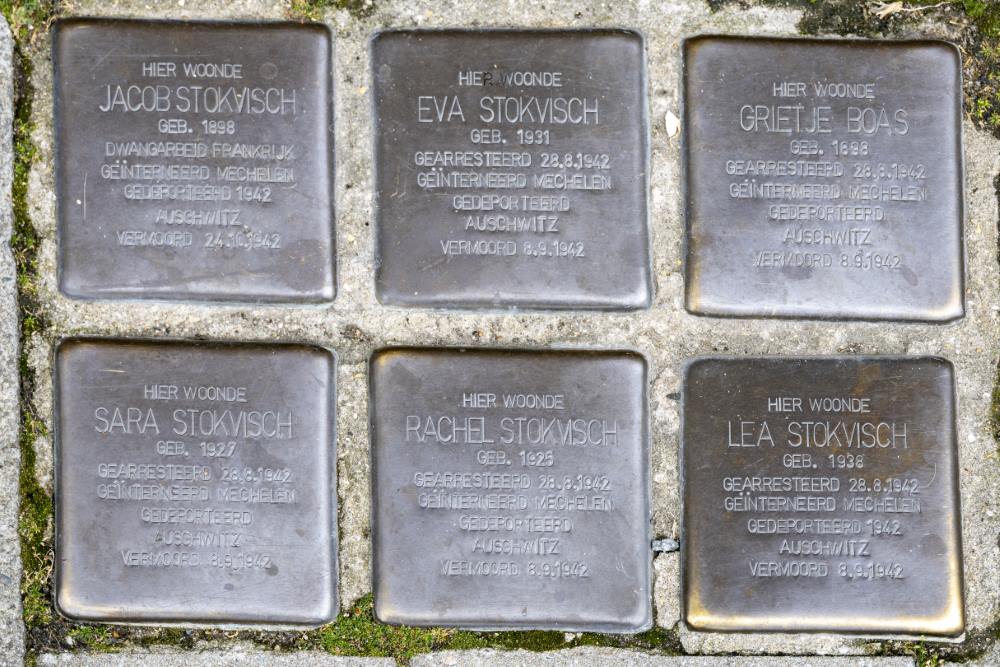 HIER WOONDE
JACOB STOKVISCH
GEB. 1898
DWANGARBEID FRANKRIJK
GEÏNTERNEERD MECHELEN
GEDEPORTEERD 1942
AUSCHWITZ
VERMOORD 24.10.1942
HIER WOONDE
EVA STOKVISCH
GEB. 1931
GEARRESTEERD 28.8.1942
GEÏNTERNEERD MECHELEN
GEDEPORTEERD
AUSCHWITZ
VERMOORD 8.9.1942
HIER WOONDE
GRIETJE BOAS
GEB. 1898
GEARRESTEERD 28.8.1942
GEÏNTERNEERD MECHELEN
GEDEPORTEERD
AUSCHWITZ
VERMOORD 8.9.1942
HIER WOONDE
SARA STOKVISCH
GEB. 1927
GEARRESTEERD 28.8.1942
GEÏNTERNEERD MECHELEN
GEDEPORTEERD
AUSCHWITZ
VERMOORD 8.9.1942
HIER WOONDE
RACHEL STOKVISCH
GEB. 1925
GEARRESTEERD 28.8.1942
GEÏNTERNEERD MECHELEN
GEDEPORTEERD
AUSCHWITZ
VERMOORD 8.9.1942
HIER WOONDE
LEA STOKVISCH
GEB. 1938
GEARRESTEERD 28.8.1942
GEÏNTERNEERD MECHELEN
GEDEPORTEERD 1942
AUSCHWITZ
VERMOORD 8.9.1942